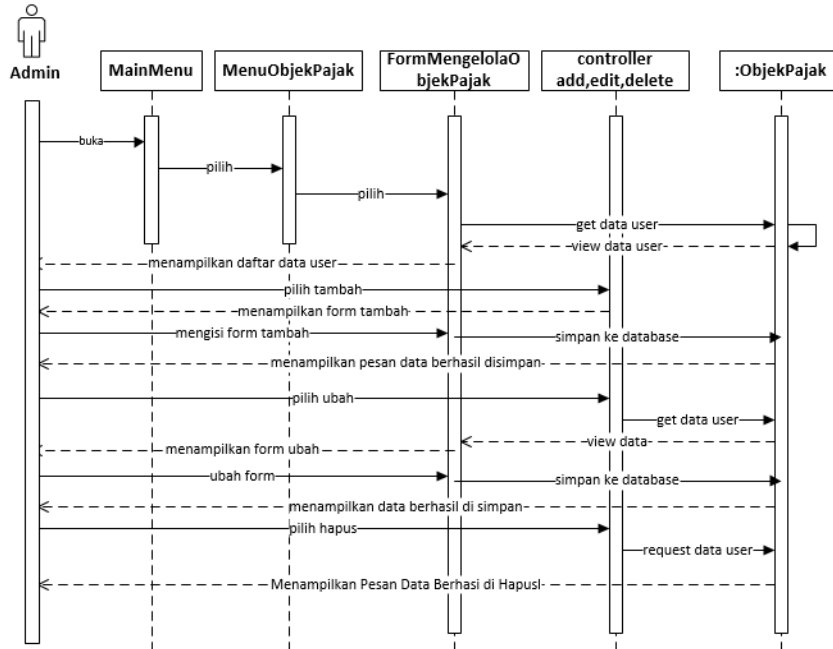 Admin
MainMenu
MenuObjekPajak
FormMengelolaO
bjekPajak
controller
add,edit,delete
:ObjekPajak
buka
pilih
pilih
get data user
view data user
menampilkan daftar data user
pilih tambah
menampilkan form tambah
mengisi form tambah
simpan ke database
menampilkan pesan data berhasil disimpan
pilih ubah
get data user
view data
menampilkan form ubah
ubah form
simpan ke database
menampilkan data berhasil di simpan
pilih hapus
request data user
Menampilkan Pesan Data Berhasi di Hapusl